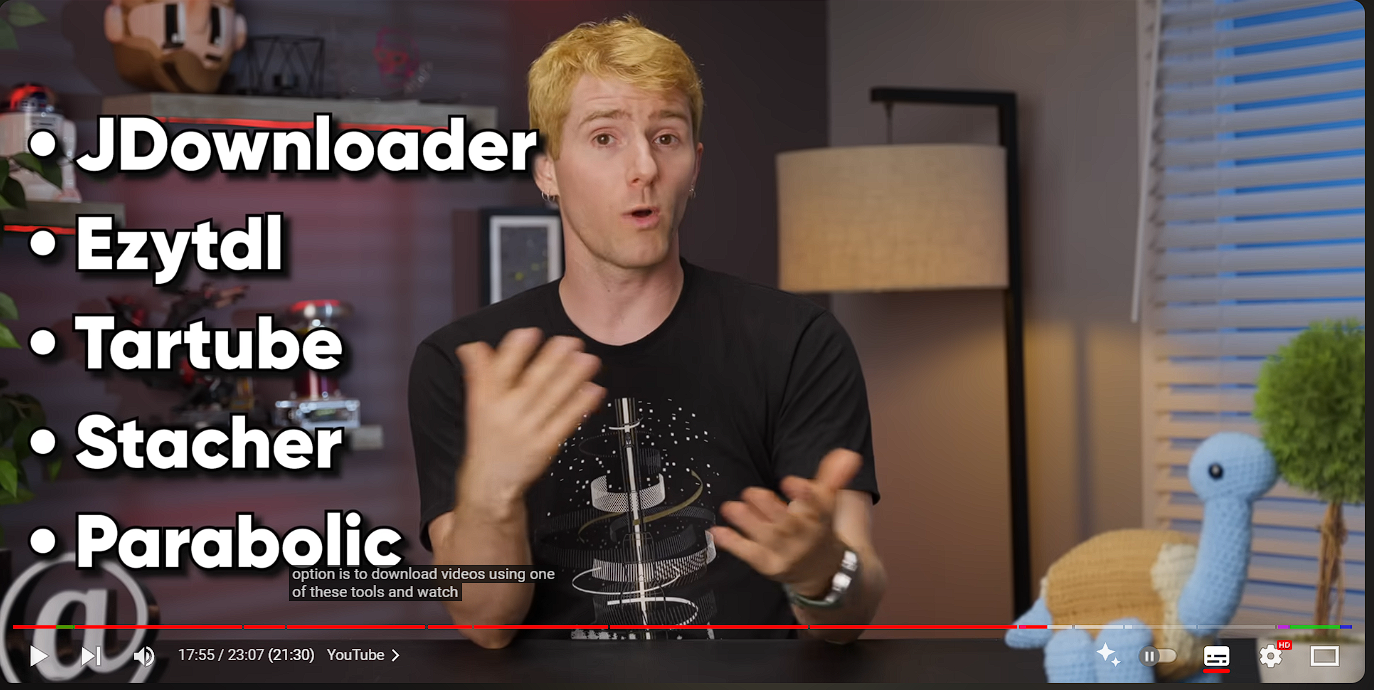 • JDownloader
• Ezytdl
• Tartube
• Stacher
• Parabolic
option is to download videos using one
of these tools and watch
@
17:55 / 23:07 (21:30) YouTube >
HD